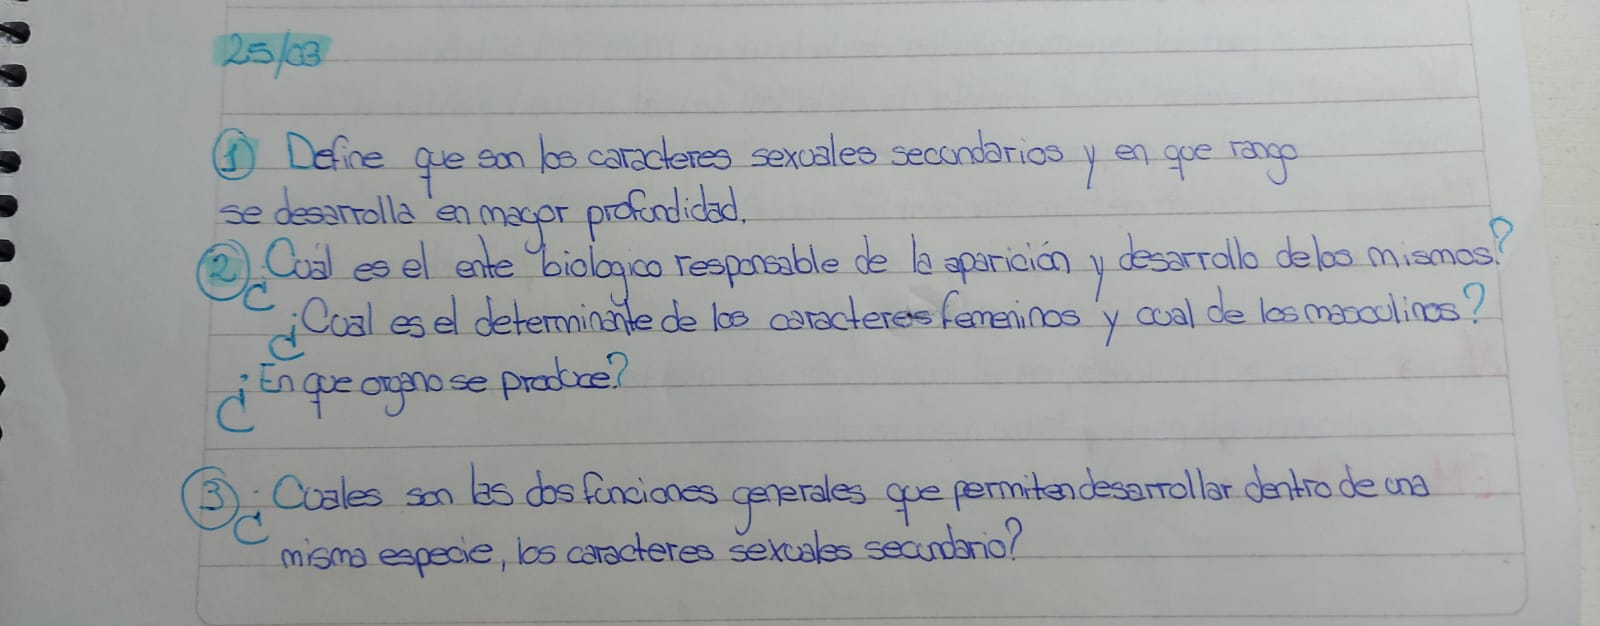 25/03
① Define que son los caracteres sexuales secundarios y en que rango
se desarrolla en mayor profundidad.
② ¿Cual es el ente biologico responsable de la aparición y desarrollo de los mismos?
¿Cual es el determinante de los caracteres femeninos y cual de los masculinos?
¿En que organo se produce?
③ ¿Cuales son las dos funciones generales que permiten desarrollar dentro de una
misma especie, los caracteres sexuales secundario?